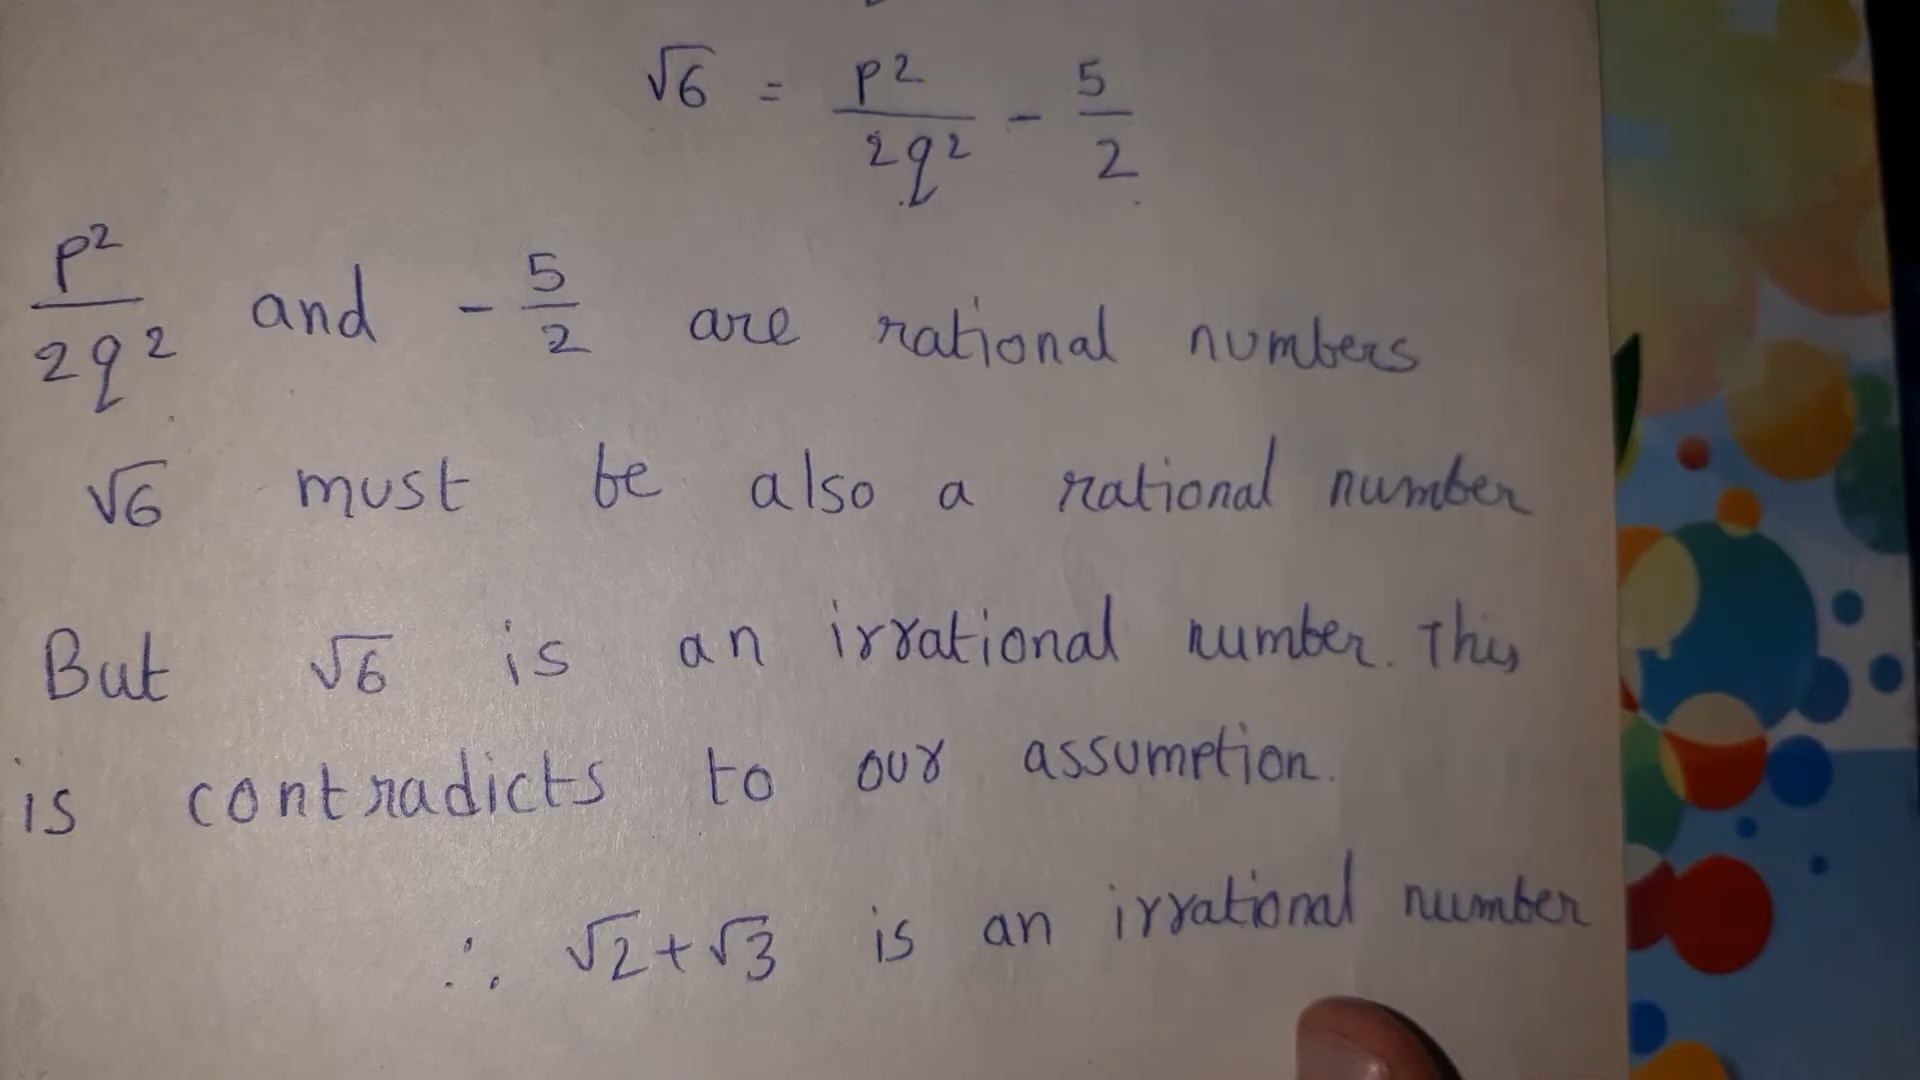 √6 = p²/2q² - 5/2
p²/2q² and - 5/2 are rational numbers
√6 must be also a rational number
But √6 is an irrational number. This
is contradicts to our assumption.
∴ √2+√3 is an irrational number